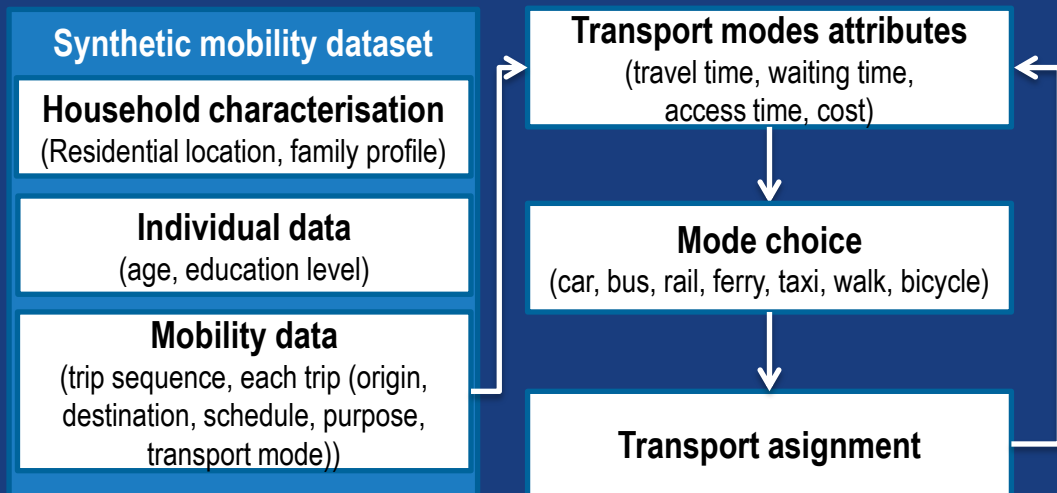 Synthetic mobility dataset
Household characterisation
(Residential location, family profile)
Individual data
(age, education level)
Mobility data
(trip sequence, each trip (origin,
destination, schedule, purpose,
transport mode))
Transport modes attributes
(travel time, waiting time,
access time, cost)
Mode choice
(car, bus, rail, ferry, taxi, walk, bicycle)
Transport asignment